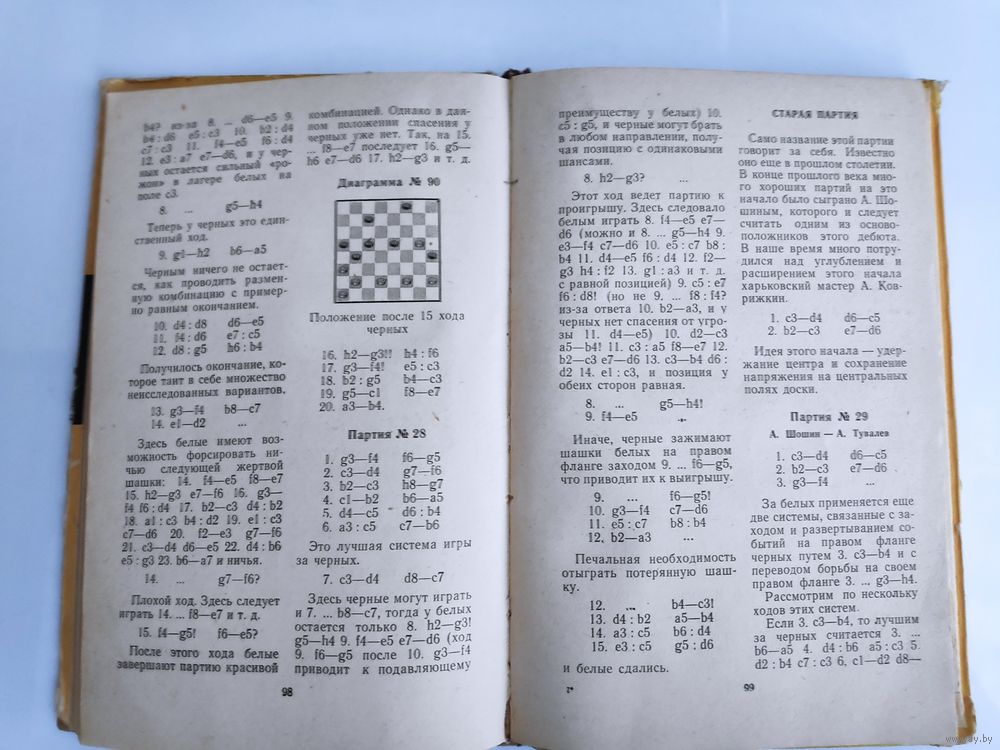 b4? из-за 8. ... d6—e5 9.
b4 : d6 e5 : c3 10. b2 : d4
c7 : c3 11. f4—e5 f6 : d4
12. e3 : a7 e7—d6, и у чер-
ных остается сильный «ро-
жон» в лагере белых на
поле c3.
8. ... g5—h4
Теперь у черных это един-
ственный ход.
9. g1—h2 b6—a5
Черным ничего не остает-
ся, как проводить размен-
ную комбинацию с пример-
но равным окончанием.
10. d4 : d8 d6—e5
11. f4 : d6 e7 : c5
12. d8 : g5 h6 : b4
Получилось окончание, ко-
торое таит в себе множество
неисследованных вариантов.
13. g3—f4 b8—c7
14. e1—d2 ...
Здесь белые имеют воз-
можность форсировать ни-
чью следующей жертвой
шашки: 14. f4—e5 f8—e7
15. h2—g3 e7—f6 16. g3—
f4 f6 : d4 17. b2—c3 d4 : b2
18. a1 : c3 b4 : d2 19. e1 : c3
c7—d6 20. f2—e3 g7—f6
21. c3—d4 d6—e5 22. d4 : b6
e5 : g3 23. b6—a7 и ничья.
14. ... g7—f6?
Плохой ход. Здесь следует
играть 14. ... f8—e7 и т. д.
15. f4—g5! f6—e5?
После этого хода белые
завершают партию красивой
98
комбинацией. Однако в дан-
ном положении спасения у
черных уже нет. Так, на 15.
... f8—e7 последует 16. g5—
h6 e7—d6 17. h2—g3 и т. д.
Диаграмма № 90
Положение после 15 хода
черных
16. h2—g3!! h4 : f6
17. g3—f4! e5 : c3
18. b2 : g5 b4—c3
19. g5—c1 f8—e7
20. a3—b4.
Партия № 28
1. g3—f4 f6—g5
2. c3—d4 g7—f6
3. b2—c3 h8—g7
4. c1—b2 b6—a5
5. d4—c5 d6 : b4
6. a3 : c5 c7—b6
Это лучшая система игры
за черных.
7. c3—d4 d8—c7
Здесь черные могут играть
и 7. ... b8—c7, тогда у белых
остается только 8. h2—g3!
g5—h4 9. f4—e5 e7—d6 (ход
9. f6—g5 после 10. g3—f4
приводит к подавляющему
преимуществу у белых) 10.
c5 : g5, и черные могут брать
в любом направлении, полу-
чая позицию с одинаковыми
шансами.
8. h2—g3? ...
Этот ход ведет партию к
проигрышу. Здесь следовало
белым играть 8. f4—e5 e7—
d6 (можно и 8. ... g5—h4 9.
e3—f4 c7—d6 10. e5 : c7 b8 :
b4 11. d4—e5 f6 : d4 12. f2—
g3 h4 : f2 13. g1 : a3 и т. д.
с равной позицией) 9. c5 : e7
f6 : d8! (но не 9. ... f8 : f4?
из-за ответа 10. b2—a3, и у
черных нет спасения от угро-
зы 11. d4—e5) 10. d2—c3
a5—b4! 11. c3 : a5 f8—e7 12.
b2—c3 e7—d6 13. c3—b4 d6 :
d2 14. e1 : c3, и позиция у
обеих сторон равная.
8. ... g5—h4!
9. f4—e5 ...
Иначе, черные зажимают
шашки белых на правом
фланге заходом 9. ... f6—g5,
что приводит их к выигрышу.
9. ... f6—g5!
10. g3—f4 c7—d6
11. e5 : c7 b8 : b4
12. b2—a3 ...
Печальная необходимость
отыграть потерянную шаш-
ку.
12. ... b4—c3!
13. d4 : b2 a5—b4
14. a3 : c5 b6 : d4
15. e3 : c5 g5 : d6
и белые сдались.
7*
99
СТАРАЯ ПАРТИЯ
Само название этой партии
говорит за себя. Известно
оно еще в прошлом столетии.
В конце прошлого века мно-
го хороших партий на это
начало было сыграно А. Шо-
шиным, которого и следует
считать одним из осново-
положников этого дебюта.
В наше время много потру-
дился над углублением и
расширением этого начала
харьковский мастер А. Ков-
рижкин.
1. c3—d4 d6—c5
2. b2—c3 e7—d6
Идея этого начала — удер-
жание центра и сохранение
напряжения на центральных
полях доски.
Партия № 29
А. Шошин — А. Тувалев
1. c3—d4 d6—c5
2. b2—c3 e7—d6
3. g3—f4 ...
За белых применяется еще
две системы, связанные с за-
ходом и развертыванием со-
бытий на правом фланге
черных путем 3. c3—b4 и с
переводом борьбы на своем
правом фланге 3. ... g3—h4.
Рассмотрим по нескольку
ходов этих систем.
Если 3. c3—b4, то лучшим
за черных считается 3. ...
b6—a5 4. d4 : b6 a5 : c3 5.
d2 : b4 c7 : c3 6. c1—d2 d8—